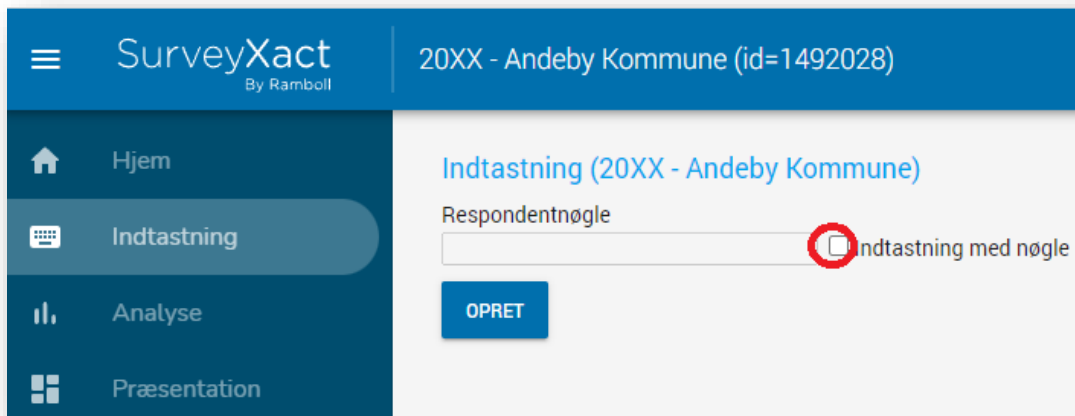 SurveyXact
By Ramboll
20XX - Andeby Kommune (id=1492028)
Hjem
Indtastning
Analyse
Præsentation
Indtastning (20XX - Andeby Kommune)
Respondentnøgle
Indtastning med nøgle
OPRET